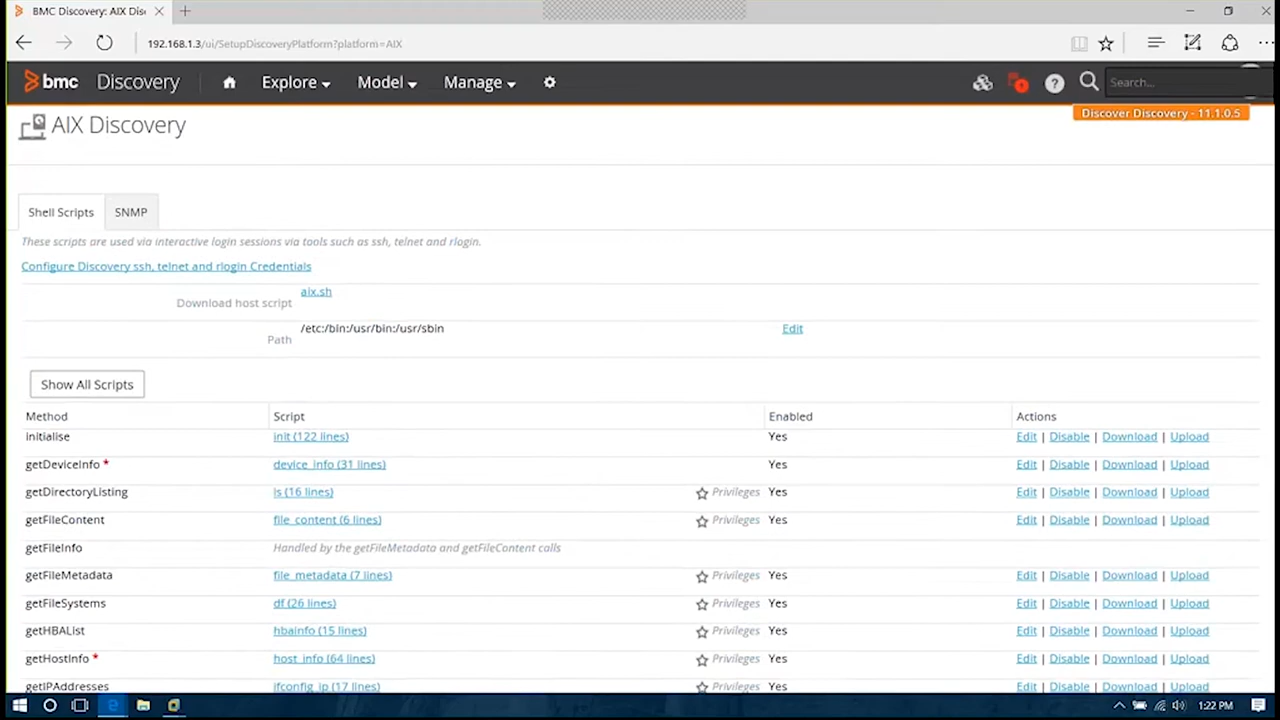 BMC Discovery: AIX Disc
192.168.1.3/ui/SetupDiscoveryPlatform?platform=AIX
bmc Discovery Explore Model Manage Search...
Discover Discovery - 11.1.0.5
AIX Discovery
Shell Scripts SNMP
These scripts are used via interactive login sessions via tools such as ssh, telnet and rlogin.
Configure Discovery ssh, telnet and rlogin Credentials
Download host script aix.sh
Path /etc:/bin:/usr/bin:/usr/sbin Edit
Show All Scripts
Method Script Enabled Actions
initialise init (122 lines) Yes Edit | Disable | Download | Upload
getDeviceInfo * device_info (31 lines) Yes Edit | Disable | Download | Upload
getDirectoryListing ls (16 lines) Privileges Yes Edit | Disable | Download | Upload
getFileContent file_content (6 lines) Privileges Yes Edit | Disable | Download | Upload
getFileInfo Handled by the getFileMetadata and getFileContent calls
getFileMetadata file_metadata (7 lines) Privileges Yes Edit | Disable | Download | Upload
getFileSystems df (26 lines) Privileges Yes Edit | Disable | Download | Upload
getHBAList hbainfo (15 lines) Privileges Yes Edit | Disable | Download | Upload
getHostInfo * host_info (64 lines) Privileges Yes Edit | Disable | Download | Upload
getIPAddresses ifconfig_ip (17 lines) Privileges Yes Edit | Disable | Download | Upload
1:22 PM